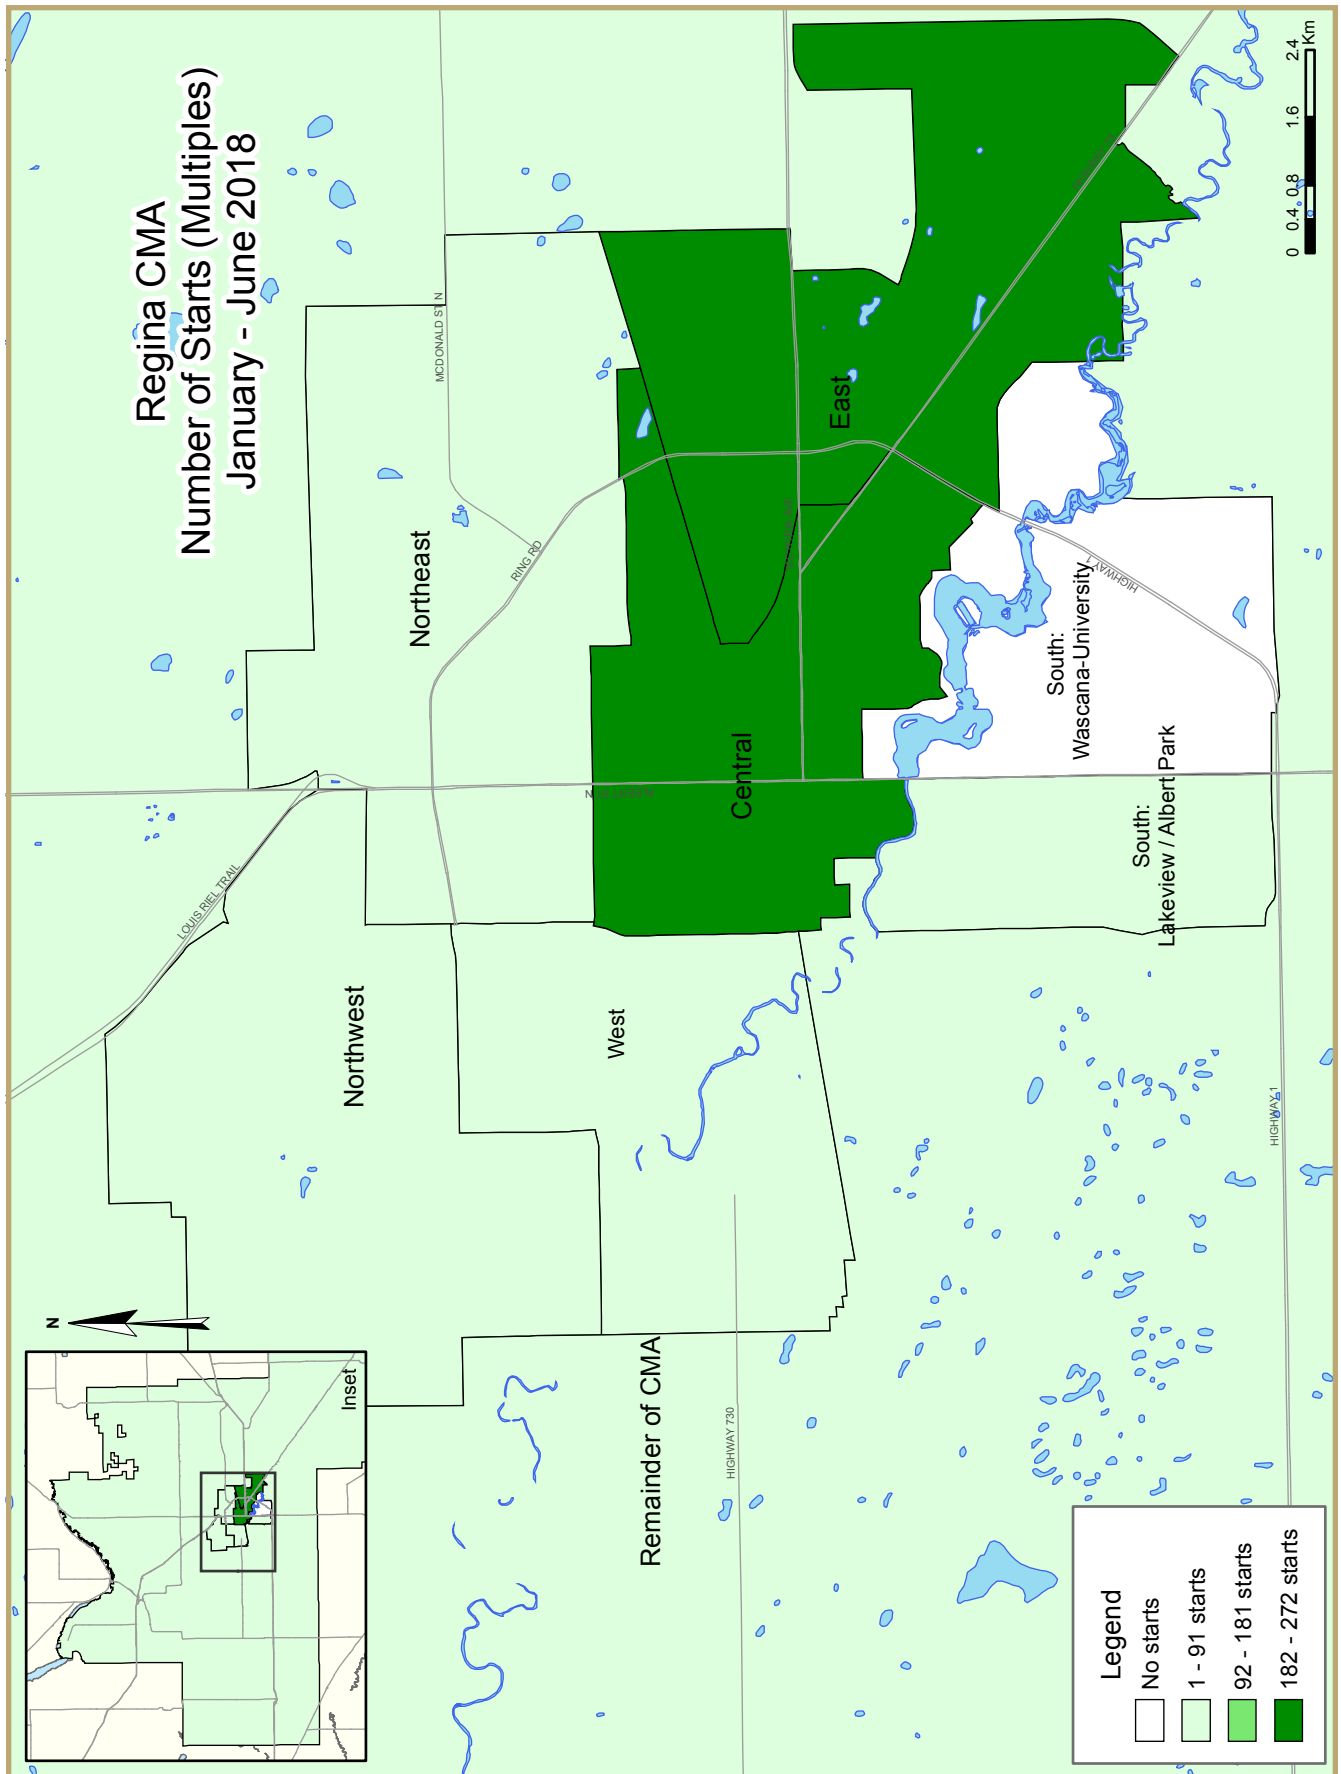 Regina CMA
Number of Starts (Multiples)
January - June 2018
N
Inset
LOUIS RIEL TRAIL
Northwest
Northeast
MCDONALD ST N
RING RD
West
Central
East
Remainder of CMA
HIGHWAY 730
South:
Wascana-University
South:
Lakeview / Albert Park
HIGHWAY 1
HIGHWAY 1
Legend
No starts
1 - 91 starts
92 - 181 starts
182 - 272 starts
0 0.4 0.8 1.6 2.4
Km